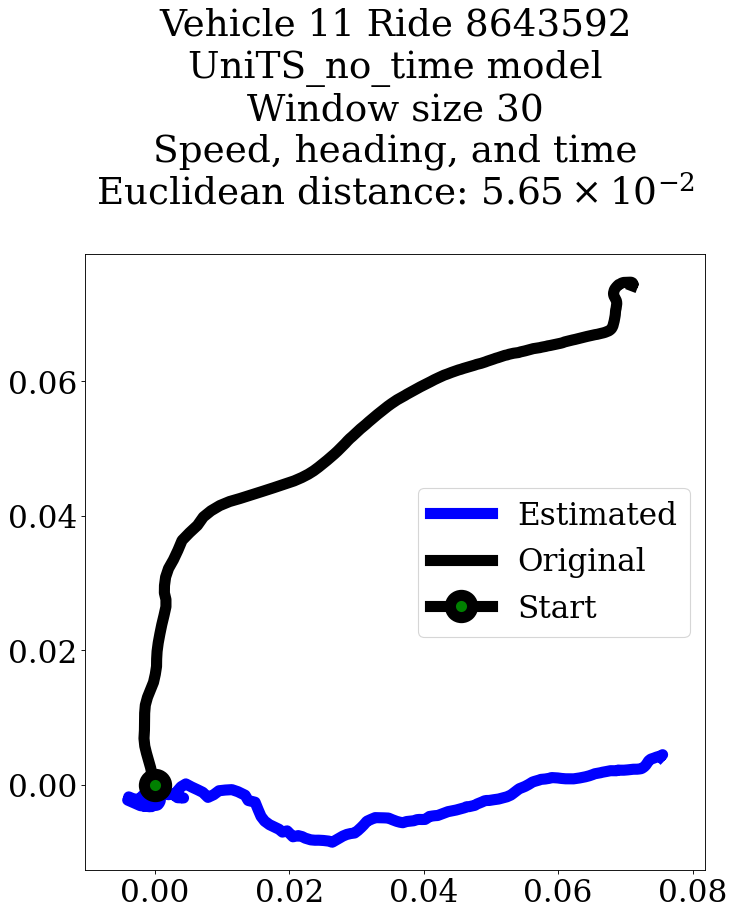 Vehicle 11 Ride 8643592
UniTS_no_time model
Window size 30
Speed, heading, and time
Euclidean distance: 5.65 × 10⁻²
0.06
0.04
0.02
0.00
Estimated
Original
Start
0.00 0.02 0.04 0.06 0.08